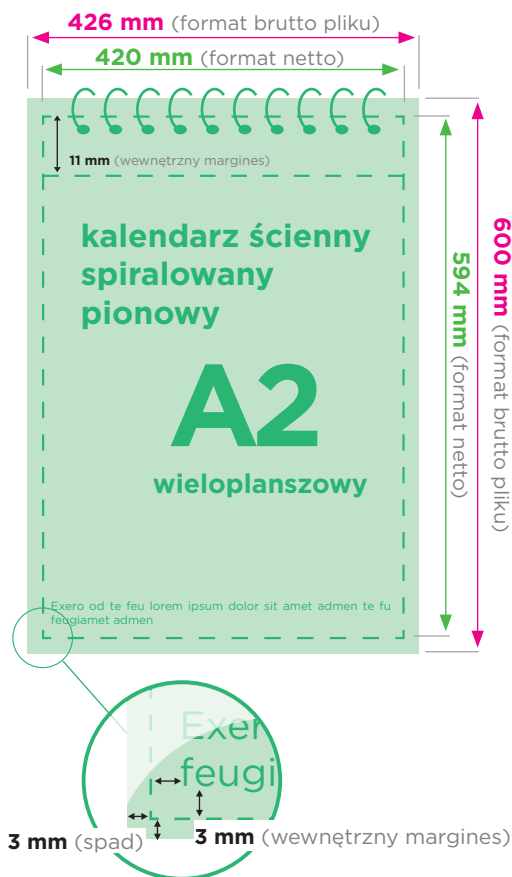 426 mm (format brutto pliku)
420 mm (format netto)
11 mm (wewnętrzny margines)
kalendarz ścienny
spiralowany
pionowy
A2
wieloplanszowy
594 mm (format netto)
600 mm (format brutto pliku)
Exero od te feu lorem ipsum dolor sit amet admen te fu
feugiamet admen
Exer
feugi
3 mm (spad)
3 mm (wewnętrzny margines)